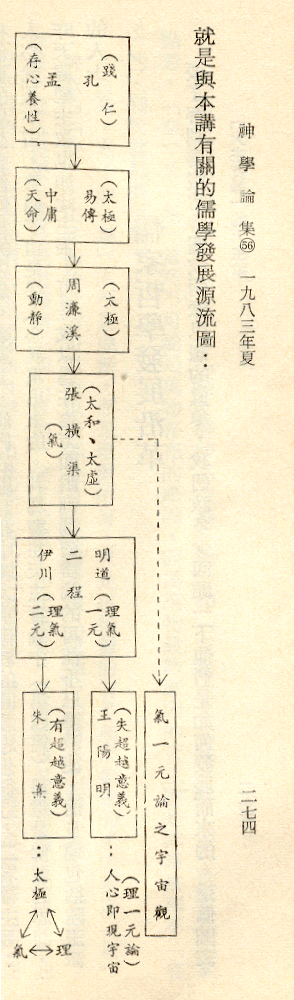 神學論集56 一九八三年夏
二七四
就是與本講有關的儒學發展源流圖：
（踐仁）
孔
孟
（存心養性）
（太極）
易傳
中庸
（天命）
（太極）
周濂溪
（動靜）
（太和、太虛）
張橫渠
（氣）
明道（理氣一元）
二程
伊川（理氣二元）
氣一元論之宇宙觀
（失超越意義）
王陽明
：（理一元論）
人心即現宇宙
（有超越意義）
朱熹
：太極
理
氣